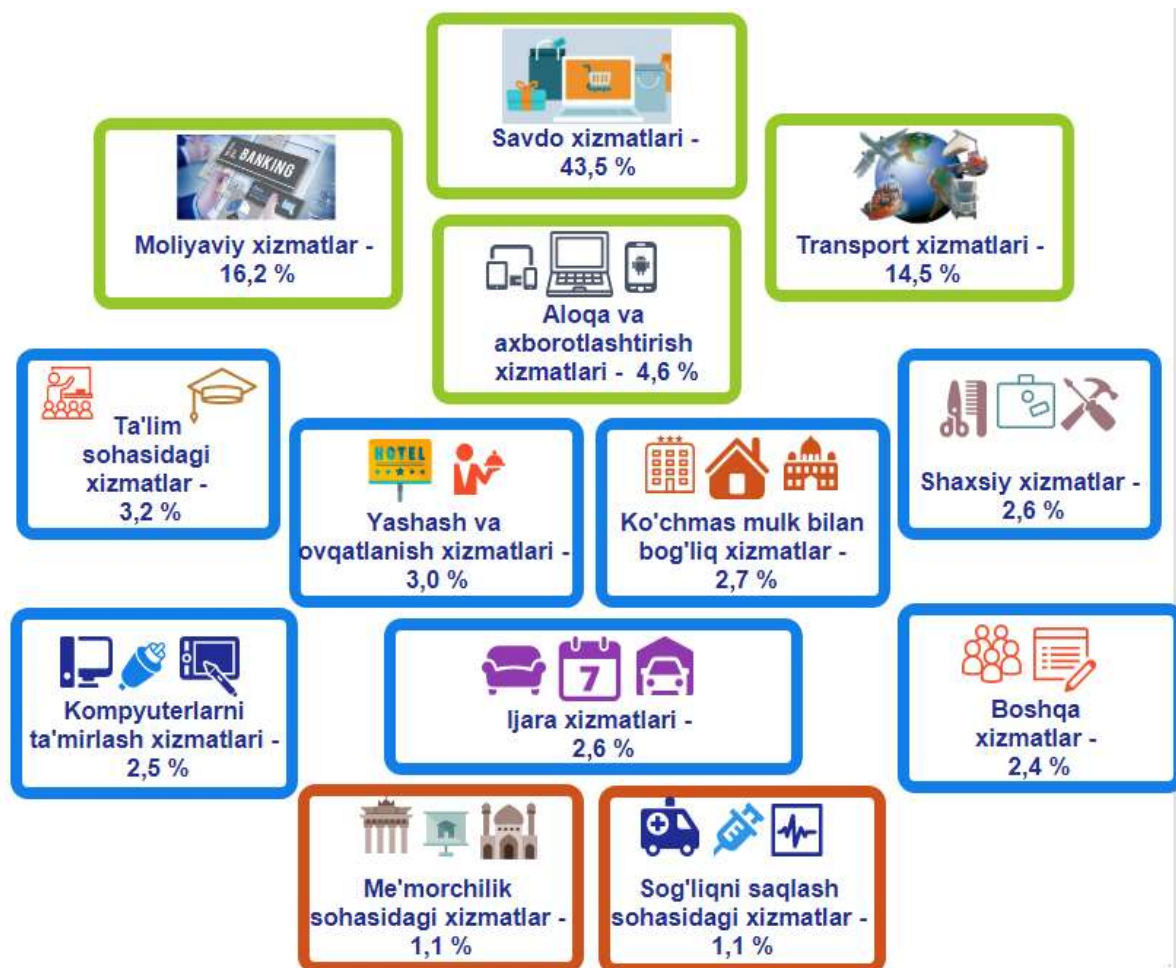 Savdo xizmatlari -
43,5 %
BANKING
Moliyaviy xizmatlar -
16,2 %
Transport xizmatlari -
14,5 %
Aloqa va
axborotlashtirish
xizmatlari - 4,6 %
Ta'lim
sohasidagi
xizmatlar -
3,2 %
HOTEL
Yashash va
ovqatlanish xizmatlari -
3,0 %
Ko'chmas mulk bilan
bog'liq xizmatlar -
2,7 %
Shaxsiy xizmatlar -
2,6 %
Kompyuterlarni
ta'mirlash xizmatlari -
2,5 %
7
Ijara xizmatlari -
2,6 %
Boshqa
xizmatlar -
2,4 %
Me'morchilik
sohasidagi xizmatlar -
1,1 %
Sog'liqni saqlash
sohasidagi xizmatlar -
1,1 %